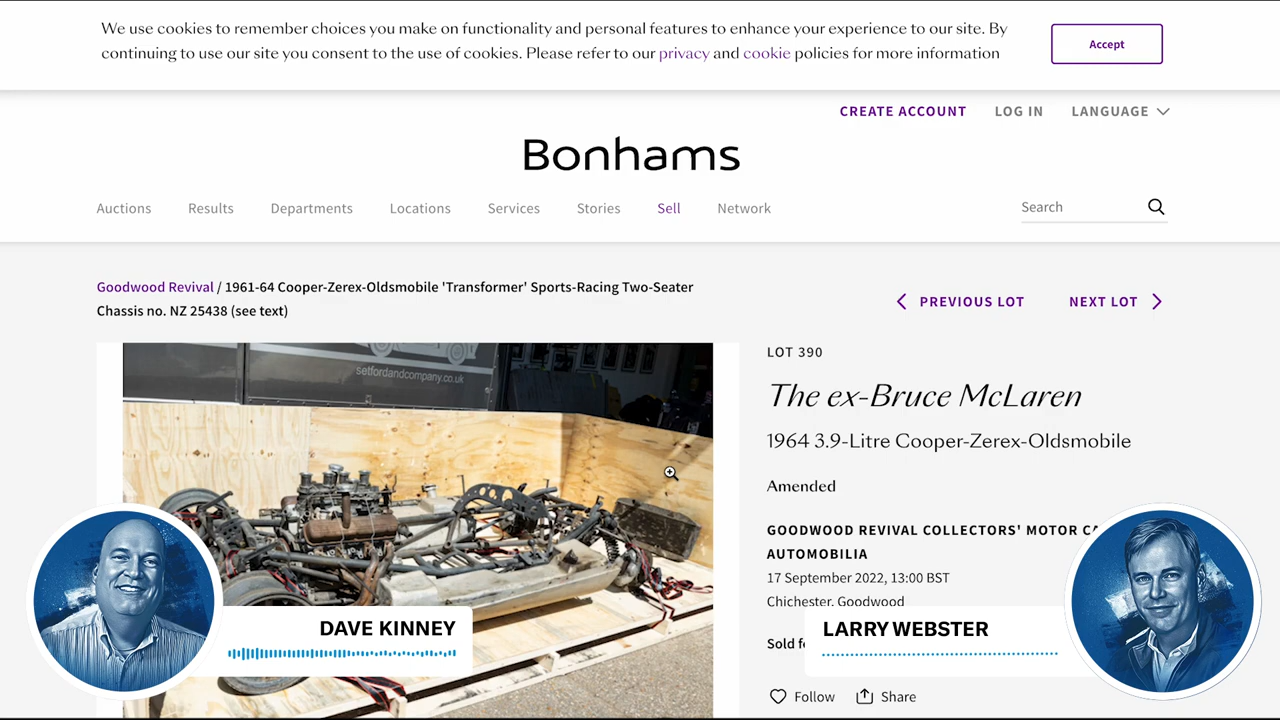 We use cookies to remember choices you make on functionality and personal features to enhance your experience to our site. By
continuing to use our site you consent to the use of cookies. Please refer to our privacy and cookie policies for more information
Accept
CREATE ACCOUNT
LOG IN
LANGUAGE
Bonhams
Auctions
Results
Departments
Locations
Services
Stories
Sell
Network
Search
Goodwood Revival / 1961-64 Cooper-Zerex-Oldsmobile 'Transformer' Sports-Racing Two-Seater
Chassis no. NZ 25438 (see text)
PREVIOUS LOT
NEXT LOT
setfordandcompany.co.uk
LOT 390
The ex-Bruce McLaren
1964 3.9-Litre Cooper-Zerex-Oldsmobile
Amended
GOODWOOD REVIVAL COLLECTORS' MOTOR
AUTOMOBILIA
17 September 2022, 13:00 BST
Chichester, Goodwood
Sold
Follow
Share
DAVE KINNEY
LARRY WEBSTER